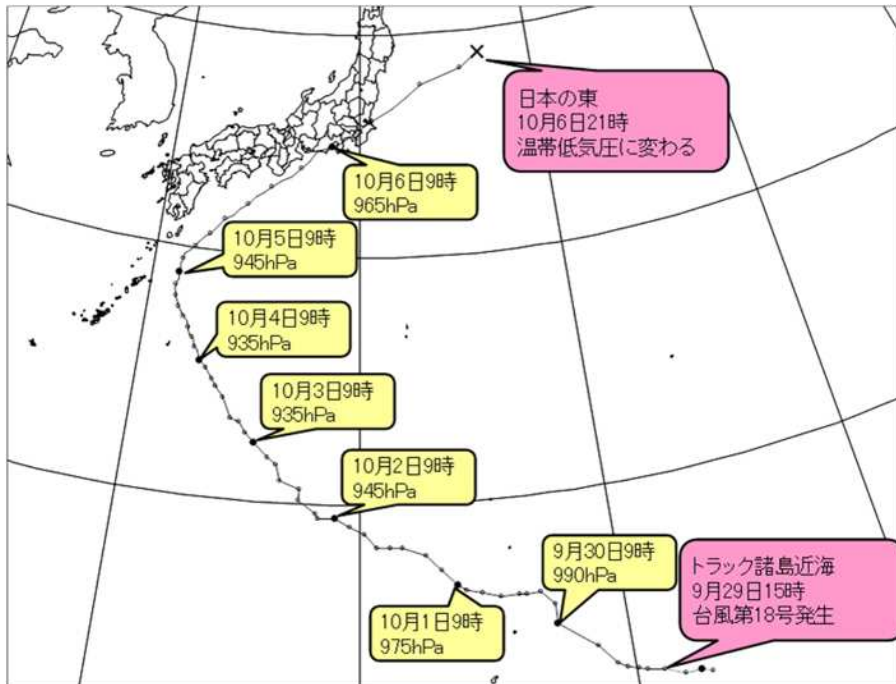 日本の東
10月6日21時
温帯低気圧に変わる
10月6日9時
965hPa
10月5日9時
945hPa
10月4日9時
935hPa
10月3日9時
935hPa
10月2日9時
945hPa
9月30日9時
990hPa
トラック諸島近海
9月29日15時
台風第18号発生
10月1日9時
975hPa